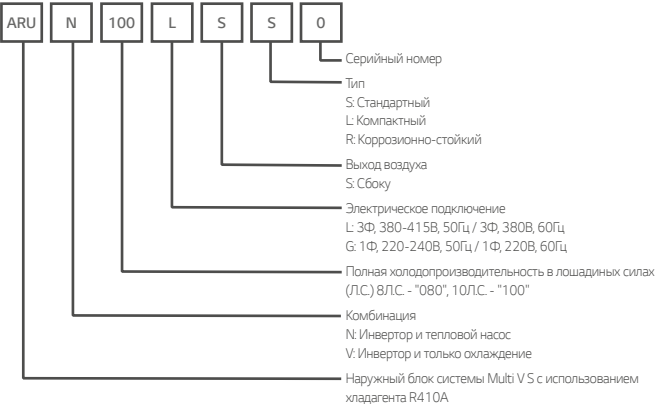 ARU N 100 L S S 0
Серийный номер
Тип
S: Стандартный
L: Компактный
R: Коррозионно-стойкий
Выход воздуха
S: Сбоку
Электрическое подключение
L: 3Ф, 380-415В, 50Гц / 3Ф, 380В, 60Гц
G: 1Ф, 220-240В, 50Гц / 1Ф, 220В, 60Гц
Полная холодопроизводительность в лошадиных силах
(Л.С.) 8Л.С. - "080", 10Л.С. - "100"
Комбинация
N: Инвертор и тепловой насос
V: Инвертор и только охлаждение
Наружный блок системы Multi V S с использованием
хладагента R410A